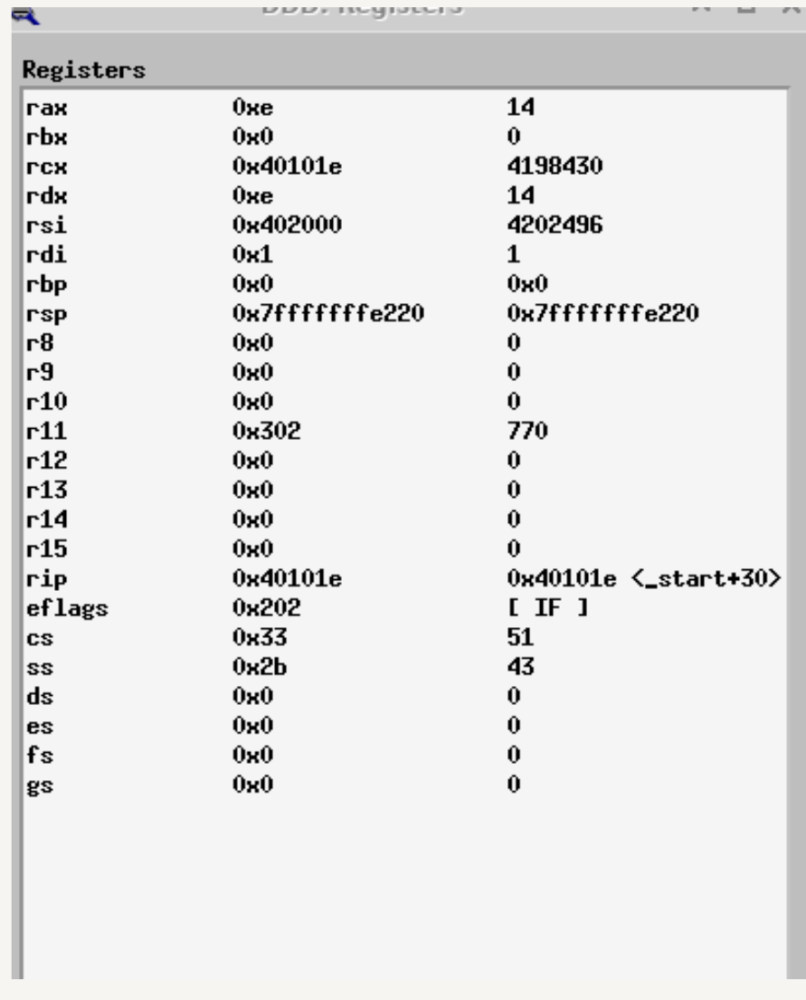 DDD: Registers
Registers
rax 0xe 14
rbx 0x0 0
rcx 0x40101e 4198430
rdx 0xe 14
rsi 0x402000 4202496
rdi 0x1 1
rbp 0x0 0x0
rsp 0x7fffffffe220 0x7fffffffe220
r8 0x0 0
r9 0x0 0
r10 0x0 0
r11 0x302 770
r12 0x0 0
r13 0x0 0
r14 0x0 0
r15 0x0 0
rip 0x40101e 0x40101e <_start+30>
eflags 0x202 [ IF ]
cs 0x33 51
ss 0x2b 43
ds 0x0 0
es 0x0 0
fs 0x0 0
gs 0x0 0